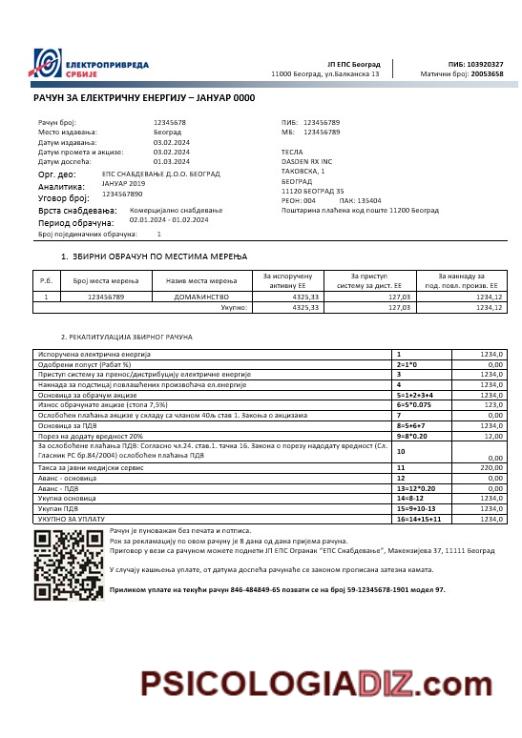 ЕЛЕКТРОПРИВРЕДА
СРБИЈЕ
ЈП ЕПС Београд
11000 Београд, ул.Балканска 13
ПИБ: 103920327
Матични број: 20053658
РАЧУН ЗА ЕЛЕКТРИЧНУ ЕНЕРГИЈУ – ЈАНУАР 0000
Рачун број: 12345678
Место издавања: Београд
Датум издавања: 03.02.2024
Датум промета и акцизе: 03.02.2024
Датум доспећа: 01.03.2024
Орг. део: ЕПС СНАБДЕВАЊЕ Д.О.О. БЕОГРАД
Аналитика: ЈАНУАР 2019
Уговор број: 1234567890
Врста снабдевања: Комерцијално снабдевање
Период обрачуна: 02.01.2024 - 01.02.2024
Број појединачних обрачуна: 1
ПИБ: 123456789
МБ: 123456789
ТЕСЛА
DASDEN RX INC
ТАКОВСКА, 1
БЕОГРАД
11120 БЕОГРАД 35
РЕОН: 004 ПАК: 135404
Поштарина плаћена код поште 11200 Београд
1. ЗБИРНИ ОБРАЧУН ПО МЕСТИМА МЕРЕЊА
Р.б. Број места мерења Назив места мерења За испоручену активну ЕЕ За приступ систему за дист. ЕЕ За накнаду за под. повл. произв. ЕЕ
1 123456789 ДОМАЋИНСТВО 4325,33 127,03 1234,12
Укупно: 4325,33 127,03 1234,12
2. РЕКАПИТУЛАЦИЈА ЗБИРНОГ РАЧУНА
Испоручена електрична енергија 1 1234,0
Одобрени попуст (Рабат %) 2=1*0 0,00
Приступ систему за пренос/дистрибуцију електричне енергије 3 1234,0
Накнада за подстицај повлашћених произвођача ел.енергије 4 1234,0
Основица за обрачум акцизе 5=1+2+3+4 1234,0
Износ обрачунате акцизе (стопа 7,5%) 6=5*0.075 123,0
Ослобођен плаћања акцизе у складу са чланом 40љ став 1. Закоња о акцизама 7 0,00
Основица за ПДВ 8=5+6+7 1234,0
Порез на додату вредност 20% 9=8*0.20 12,00
За ослобођене плаћања ПДВ: Согласно чл.24. став.1. тачка 16. Закона о порезу надодату вредност (Сл.
Гласник РС бр.84/2004) ослобођен плаћања ПДВ 10 0,00
Такса за јавни медијски сервис 11 220,00
Аванс - основица 12 0,00
Аванс - ПДВ 13=12*0.20 0,00
Укупна основица 14=8-12 1234,0
Укупан ПДВ 15=9+10-13 1234,0
УКУПНО ЗА УПЛАТУ 16=14+15+11 1234,0
Рачун је пуноважан без печата и потписа.
Рок за рекламацију по овом рачуну је 8 дана од дана пријема рачуна.
Приговор у вези са рачуном можете поднети ЈП ЕПС Огранак "ЕПС Снабдевање", Макензијева 37, 11111 Београд
У случају кашњења уплате, от датума доспећа рачунаће се законом прописана затезна камата.
Приликом уплате на текући рачун 846-484849-65 позвати се на број 59-12345678-1901 модел 97.
PSICOLOGIADIZ.com